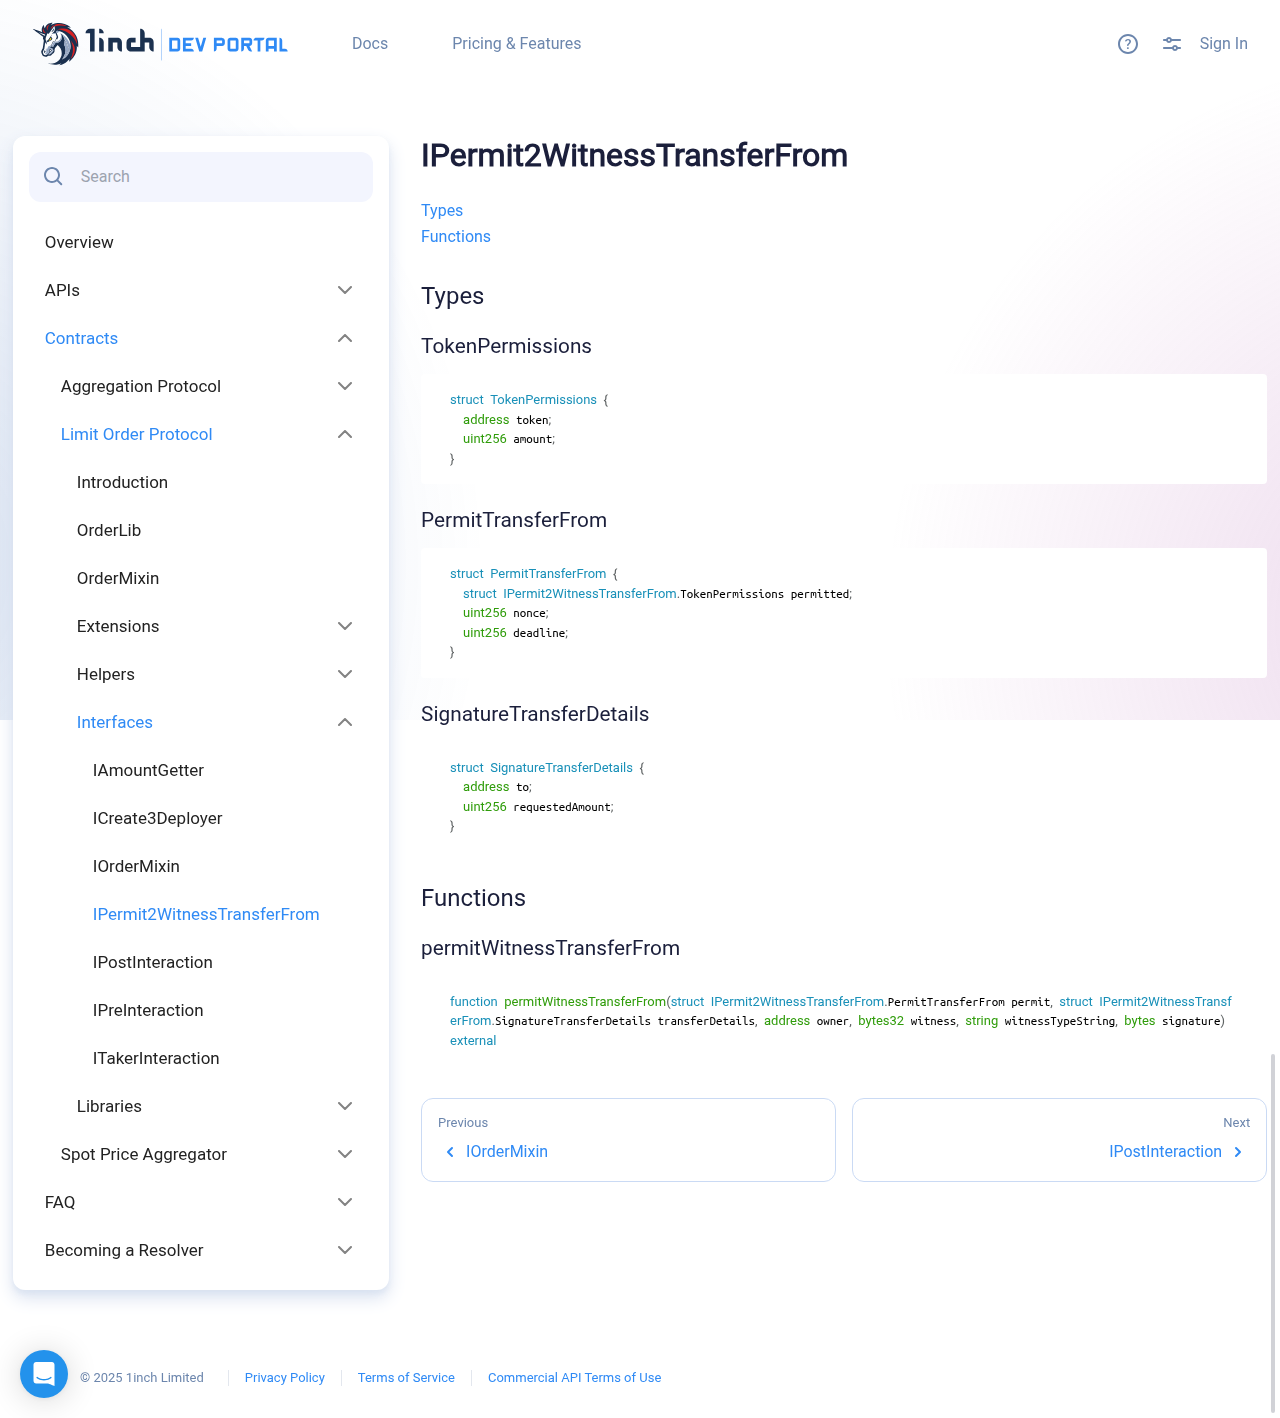 1inch DEV PORTAL
Docs
Pricing & Features
Sign In
Search
Overview
APIs
Contracts
Aggregation Protocol
Limit Order Protocol
Introduction
OrderLib
OrderMixin
Extensions
Helpers
Interfaces
IAmountGetter
ICreate3Deployer
IOrderMixin
IPermit2WitnessTransferFrom
IPostInteraction
IPreInteraction
ITakerInteraction
Libraries
Spot Price Aggregator
FAQ
Becoming a Resolver
IPermit2WitnessTransferFrom
Types
Functions
Types
TokenPermissions
struct TokenPermissions {
address token;
uint256 amount;
}
PermitTransferFrom
struct PermitTransferFrom {
struct IPermit2WitnessTransferFrom.TokenPermissions permitted;
uint256 nonce;
uint256 deadline;
}
SignatureTransferDetails
struct SignatureTransferDetails {
address to;
uint256 requestedAmount;
}
Functions
permitWitnessTransferFrom
function permitWitnessTransferFrom(struct IPermit2WitnessTransferFrom.PermitTransferFrom permit, struct IPermit2WitnessTransf
erFrom.SignatureTransferDetails transferDetails, address owner, bytes32 witness, string witnessTypeString, bytes signature)
external
Previous
IOrderMixin
Next
IPostInteraction
© 2025 1inch Limited
Privacy Policy
Terms of Service
Commercial API Terms of Use